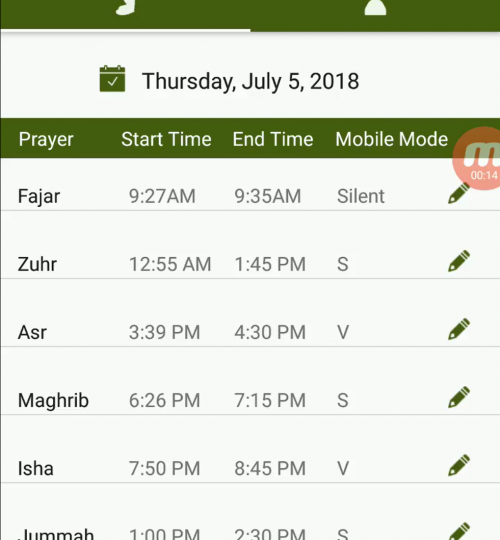 Thursday, July 5, 2018
Prayer Start Time End Time Mobile Mode
00:14
Fajar 9:27AM 9:35AM Silent
Zuhr 12:55 AM 1:45 PM S
Asr 3:39 PM 4:30 PM V
Maghrib 6:26 PM 7:15 PM S
Isha 7:50 PM 8:45 PM V
Jummah 1:00 PM 2:30 PM S